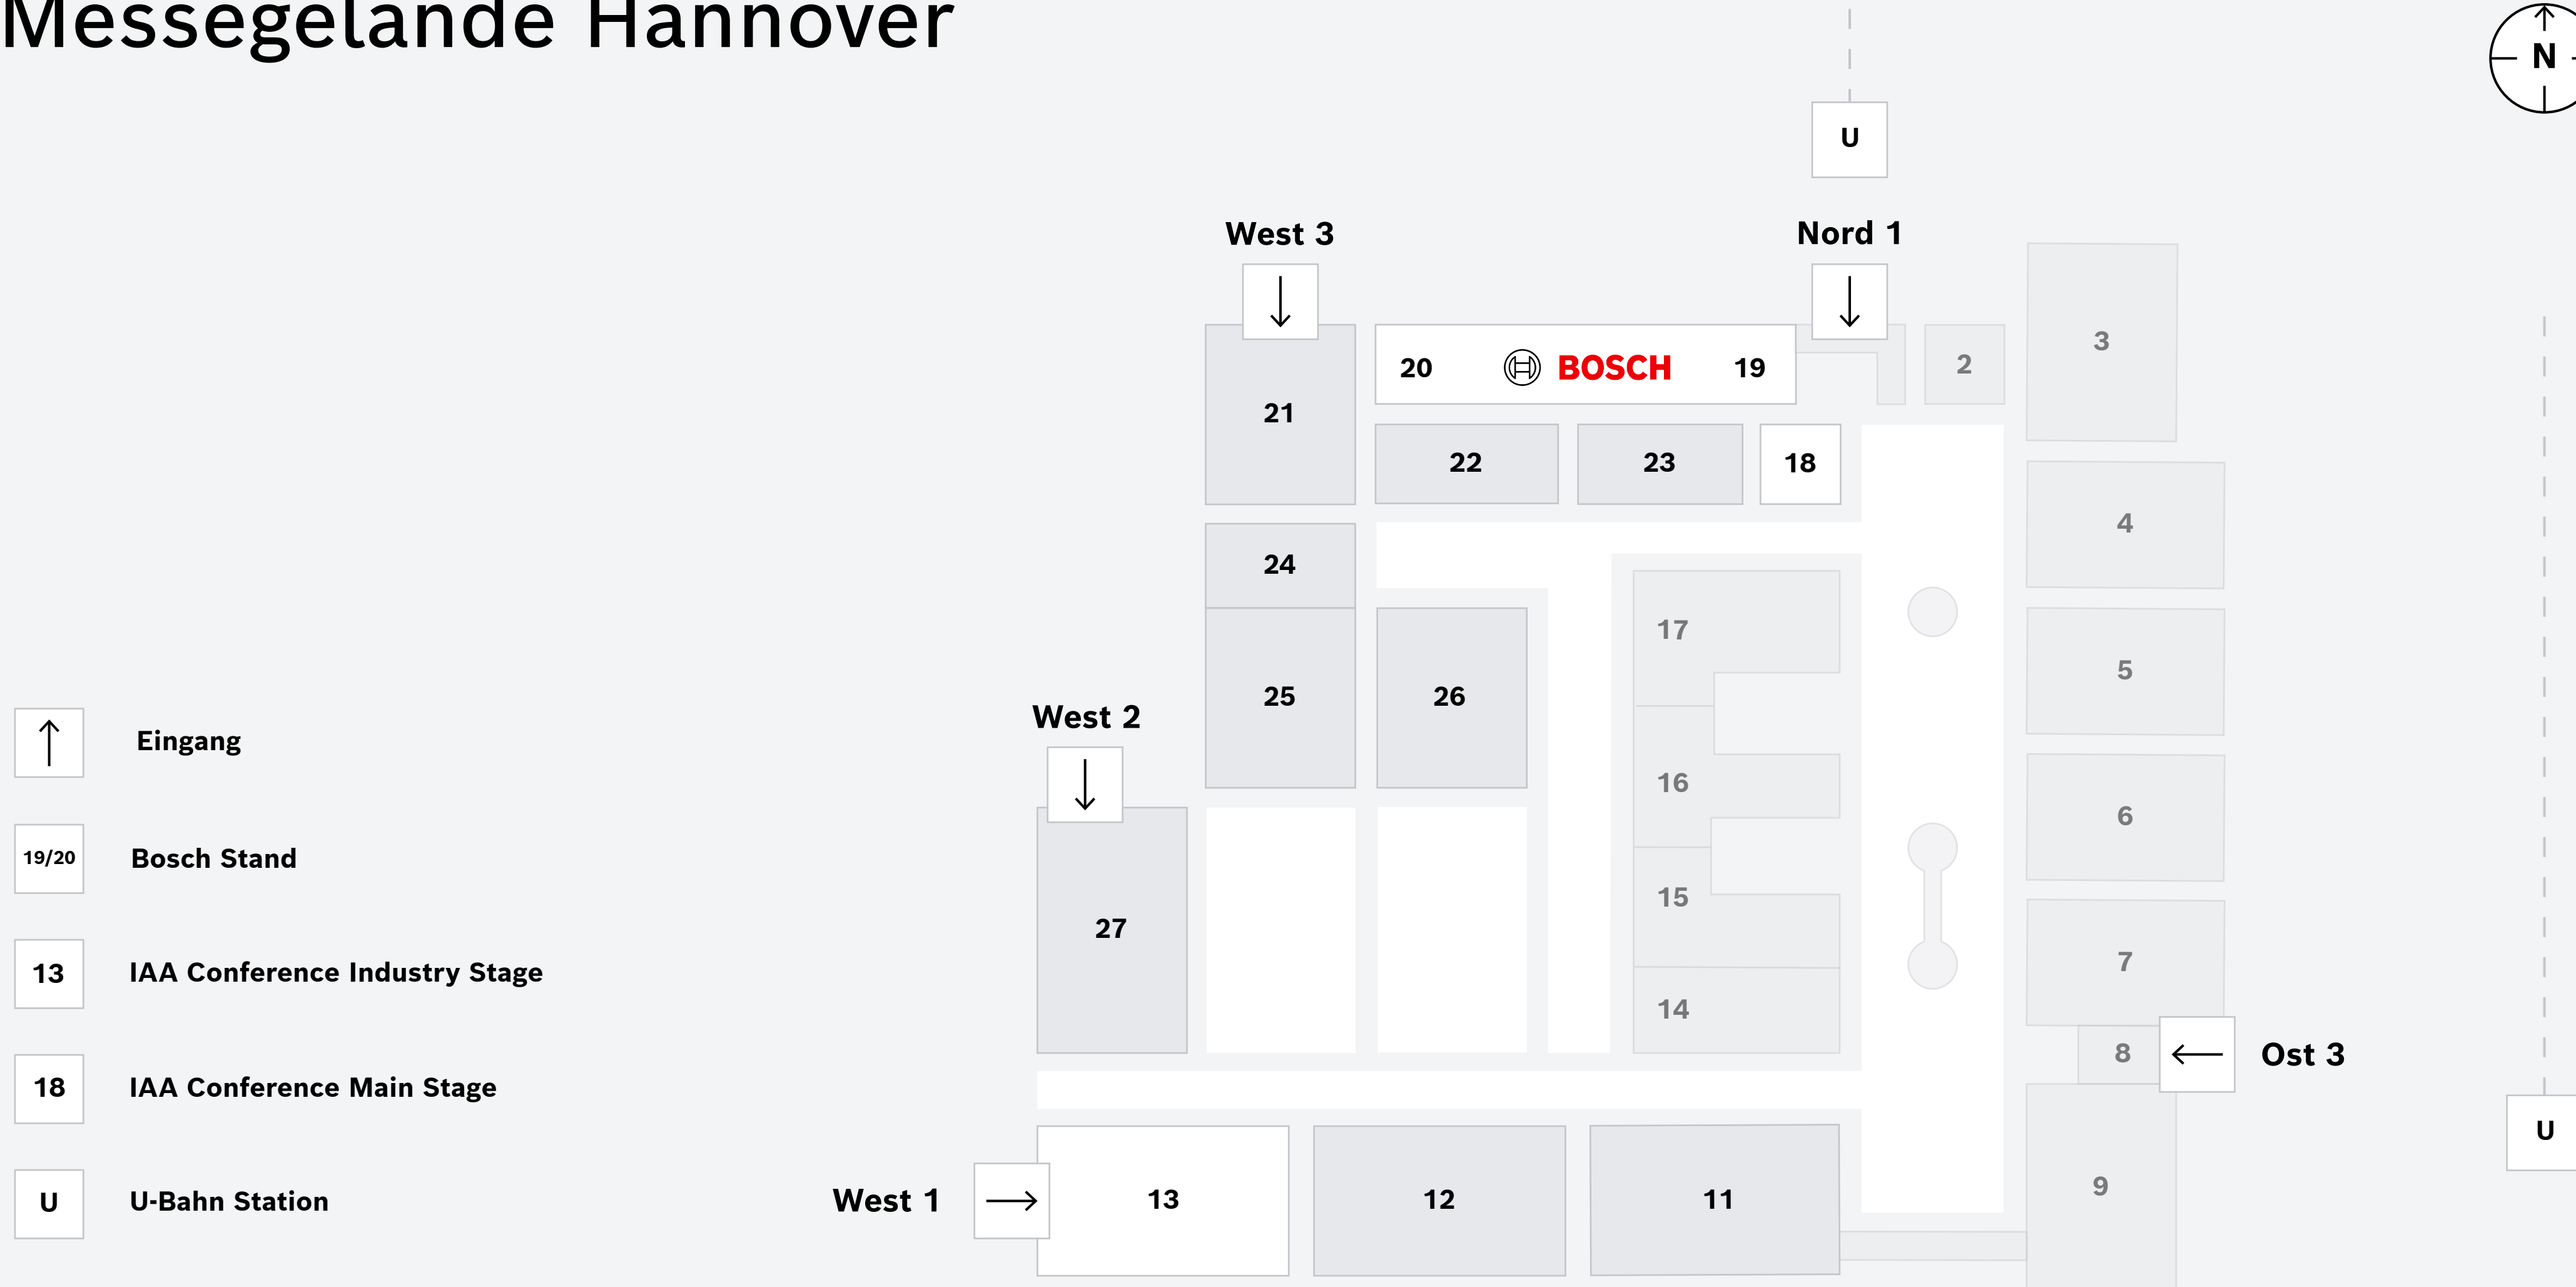 Messegelände Hannover
N
U
West 3
Nord 1
3
20
BOSCH
19
2
21
22
23
18
4
24
17
5
25
26
West 2
Eingang
16
6
19/20
Bosch Stand
15
27
7
13
IAA Conference Industry Stage
14
8
Ost 3
18
IAA Conference Main Stage
U
9
U
U-Bahn Station
West 1
13
12
11